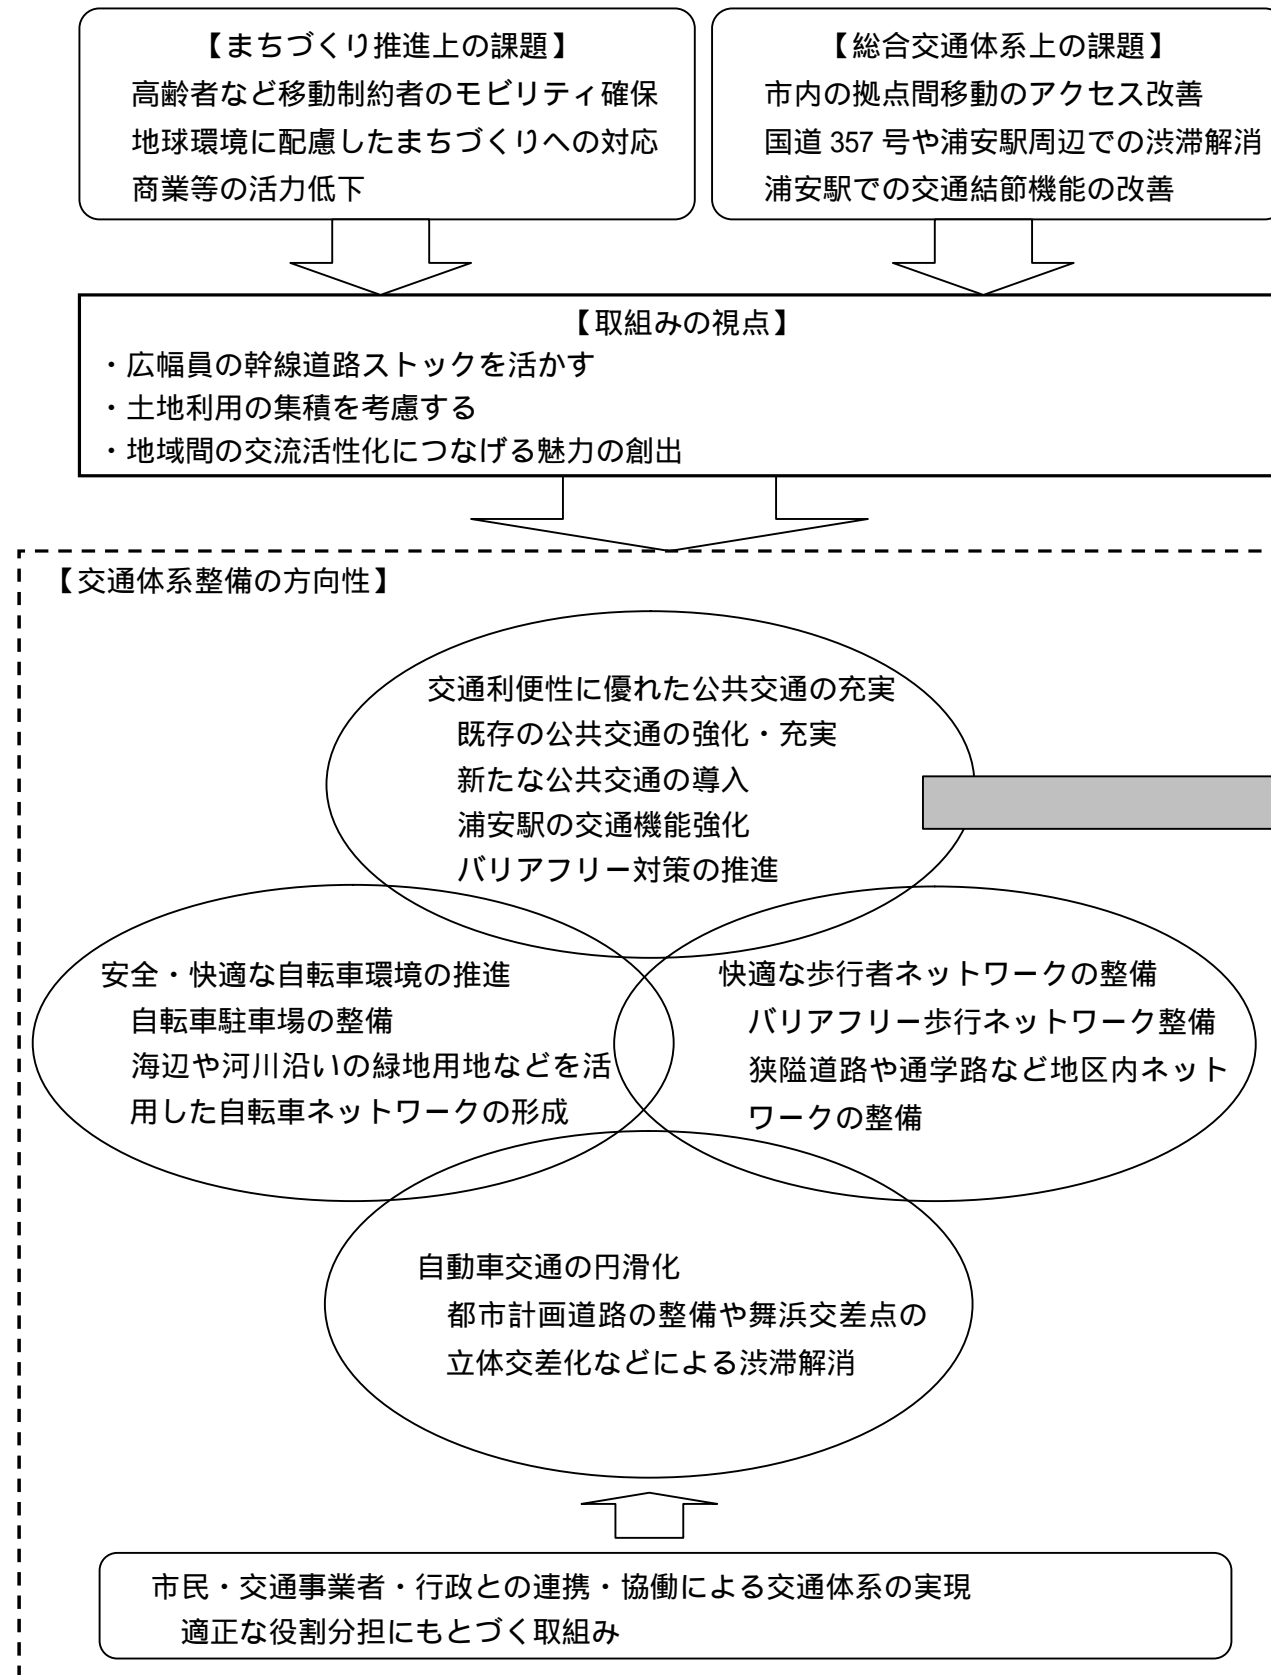 【まちづくり推進上の課題】
高齢者など移動制約者のモビリティ確保
地球環境に配慮したまちづくりへの対応
商業等の活力低下
【総合交通体系上の課題】
市内の拠点間移動のアクセス改善
国道 357 号や浦安駅周辺での渋滞解消
浦安駅での交通結節機能の改善
【取組みの視点】
・広幅員の幹線道路ストックを活かす
・土地利用の集積を考慮する
・地域間の交流活性化につなげる魅力の創出
【交通体系整備の方向性】
交通利便性に優れた公共交通の充実
既存の公共交通の強化・充実
新たな公共交通の導入
浦安駅の交通機能強化
バリアフリー対策の推進
安全・快適な自転車環境の推進
自転車駐車場の整備
海辺や河川沿いの緑地用地などを活
用した自転車ネットワークの形成
快適な歩行者ネットワークの整備
バリアフリー歩行ネットワーク整備
狭隘道路や通学路など地区内ネット
ワークの整備
自動車交通の円滑化
都市計画道路の整備や舞浜交差点の
立体交差化などによる渋滞解消
市民・交通事業者・行政との連携・協働による交通体系の実現
適正な役割分担にもとづく取組み